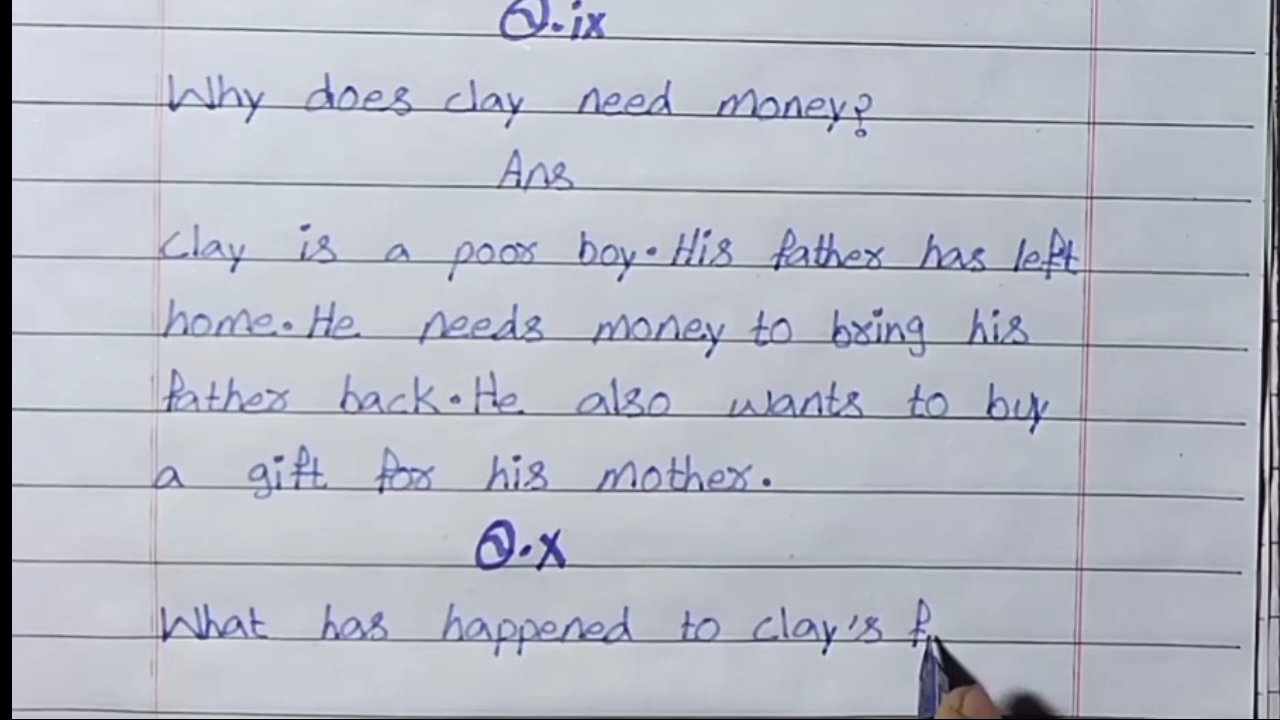 Q.ix
Why does clay need money?
Ans
Clay is a poor boy. His father has left
home. He needs money to bring his
father back. He also wants to buy
a gift for his mother.
Q.X
What has happened to clay's f